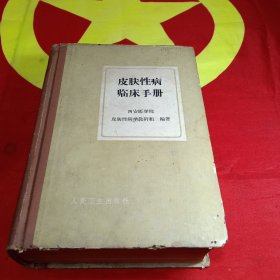 皮肤性病
临床手册
西安医学院
皮肤性病学教研组 编著
人民卫生出版社